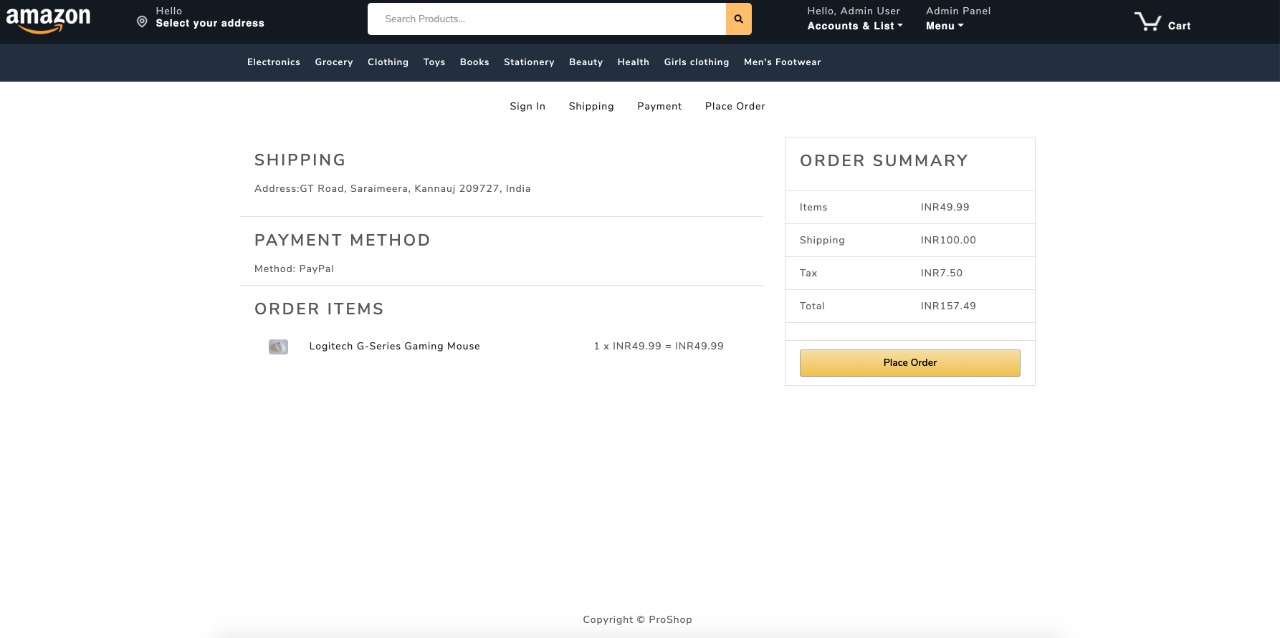 amazon
Hello
Select your address
Search Products...
Hello, Admin User
Accounts & List
Admin Panel
Menu
Cart
Electronics Grocery Clothing Toys Books Stationery Beauty Health Girls clothing Men's Footwear
Sign In Shipping Payment Place Order
SHIPPING
Address:GT Road, Saraimeera, Kannauj 209727, India
PAYMENT METHOD
Method: PayPal
ORDER ITEMS
Logitech G-Series Gaming Mouse 1 x INR49.99 = INR49.99
ORDER SUMMARY
Items INR49.99
Shipping INR100.00
Tax INR7.50
Total INR157.49
Place Order
Copyright © ProShop